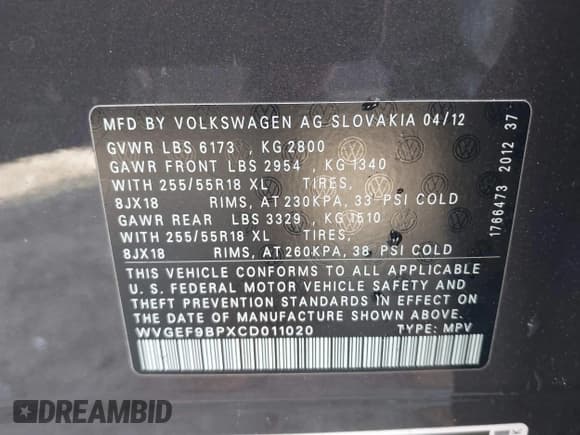 MFD BY VOLKSWAGEN AG SLOVAKIA 04/12
GVWR LBS 6173 , KG 2800
GAWR FRONT LBS 2954 , KG 1340
WITH 255/55R18 XL TIRES,
8JX18 RIMS, AT 230KPA, 33 PSI COLD
GAWR REAR LBS 3329 , KG 1510
WITH 255/55R18 XL TIRES,
8JX18 RIMS, AT 260KPA, 38 PSI COLD
THIS VEHICLE CONFORMS TO ALL APPLICABLE
U. S. FEDERAL MOTOR VEHICLE SAFETY AND
THEFT PREVENTION STANDARDS IN EFFECT ON
THE DATE OF MANUFACTURE SHOWN ABOVE.
WVGEF9BPXCD011020 TYPE: MPV
1766473 2012 37
DREAMBID